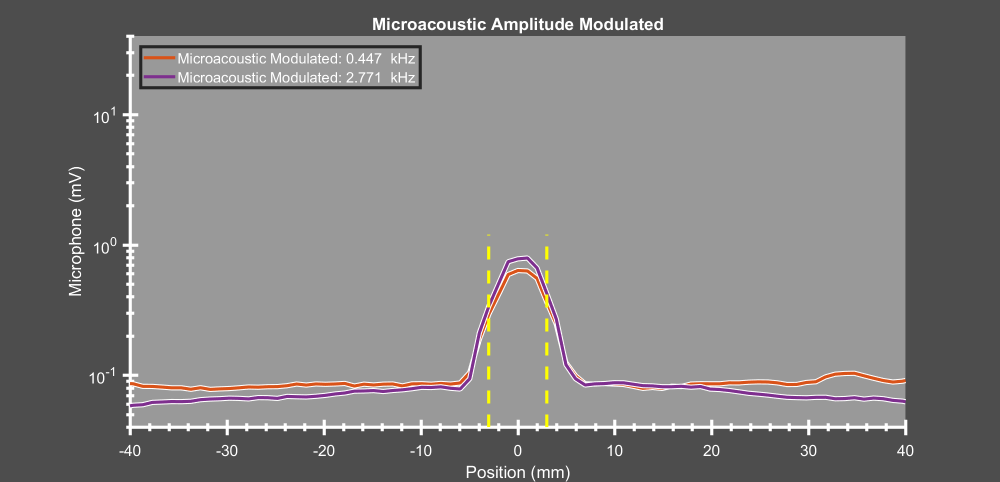 Microacoustic Amplitude Modulated
Microacoustic Modulated: 0.447 kHz
Microacoustic Modulated: 2.771 kHz
10^1
10^0
10^-1
Microphone (mV)
-40 -30 -20 -10 0 10 20 30 40
Position (mm)